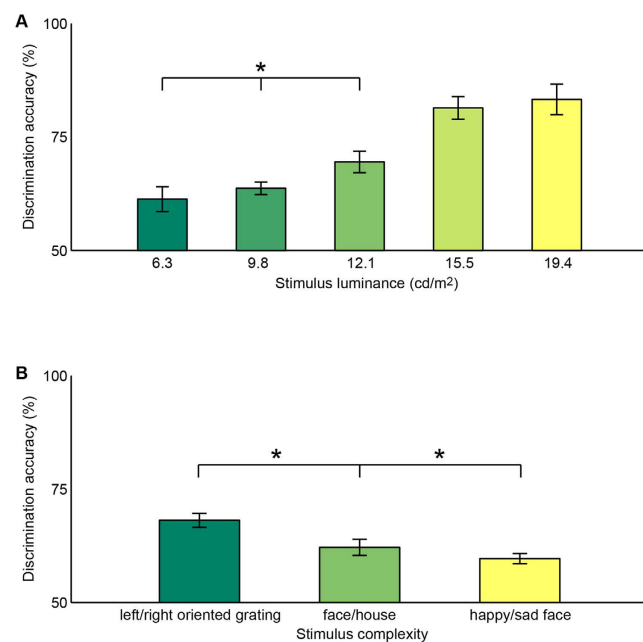 A
Discrimination accuracy (%)
100
75
50
*
6.3 9.8 12.1 15.5 19.4
Stimulus luminance (cd/m²)
B
Discrimination accuracy (%)
100
75
50
* *
left/right oriented grating face/house happy/sad face
Stimulus complexity